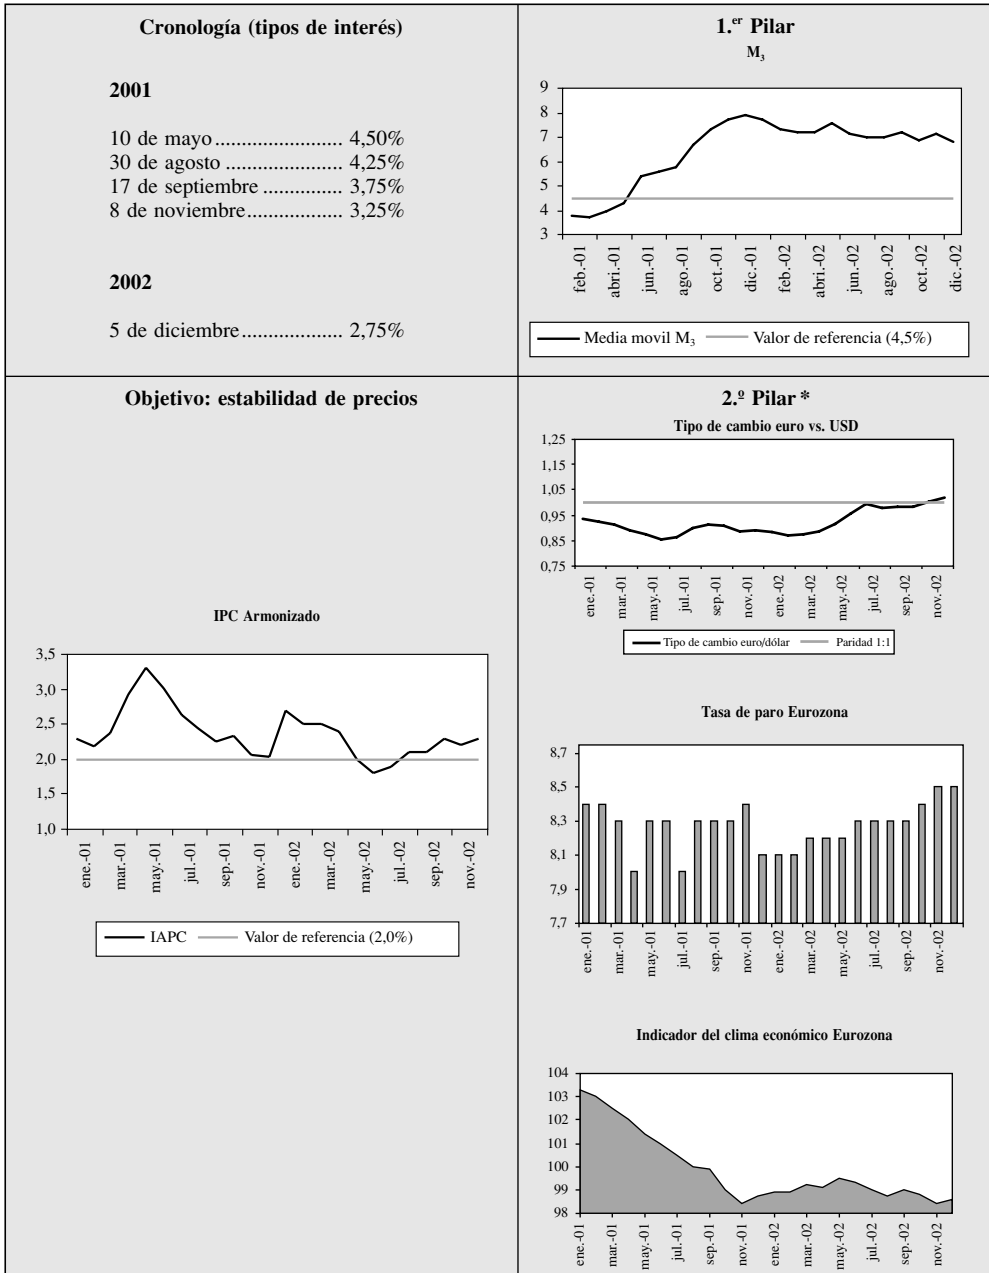 Cronología (tipos de interés)
2001
10 de mayo ...................... 4,50%
30 de agosto .................... 4,25%
17 de septiembre .............. 3,75%
8 de noviembre ................. 3,25%
2002
5 de diciembre .................. 2,75%
1.er Pilar
M3
9
8
7
6
5
4
3
feb.-01
abri.-01
jun.-01
ago.-01
oct.-01
dic.-01
feb.-02
abri.-02
jun.-02
ago.-02
oct.-02
dic.-02
Media movil M3 Valor de referencia (4,5%)
Objetivo: estabilidad de precios
IPC Armonizado
3,5
3,0
2,5
2,0
1,5
1,0
ene.-01
mar.-01
may.-01
jul.-01
sep.-01
nov.-01
ene.-02
mar.-02
may.-02
jul.-02
sep.-02
nov.-02
IAPC Valor de referencia (2,0%)
2.º Pilar *
Tipo de cambio euro vs. USD
1,25
1,15
1,05
0,95
0,85
0,75
ene.-01
mar.-01
may.-01
jul.-01
sep.-01
nov.-01
ene.-02
mar.-02
may.-02
jul.-02
sep.-02
nov.-02
Tipo de cambio euro/dólar Paridad 1:1
Tasa de paro Eurozona
8,7
8,5
8,3
8,1
7,9
7,7
ene.-01
mar.-01
may.-01
jul.-01
sep.-01
nov.-01
ene.-02
mar.-02
may.-02
jul.-02
sep.-02
nov.-02
Indicador del clima económico Eurozona
104
103
102
101
100
99
98
ene.-01
mar.-01
may.-01
jul.-01
sep.-01
nov.-01
ene.-02
mar.-02
may.-02
jul.-02
sep.-02
nov.-02